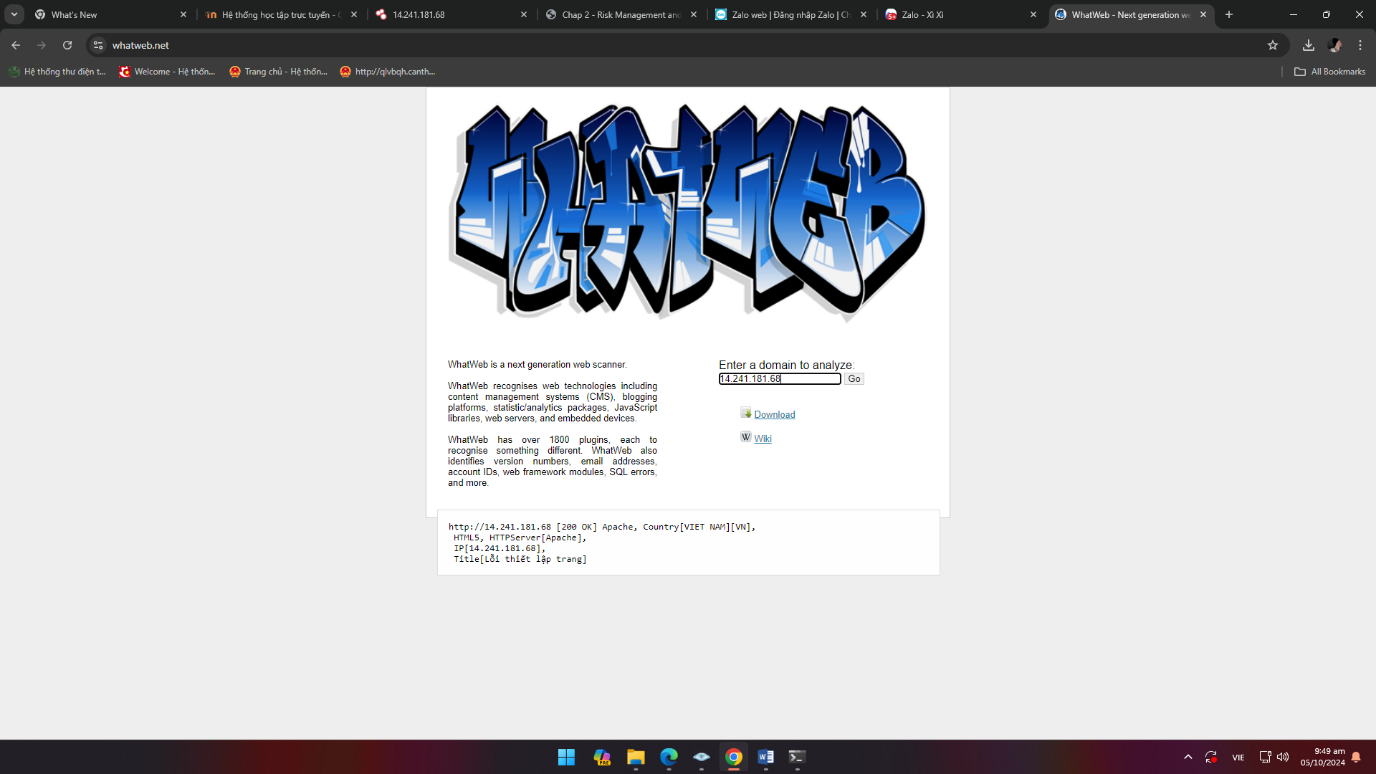 What's New
Hệ thống học tập trực tuyến - C
14.241.181.68
Chap 2 - Risk Management and
Zalo web | Đăng nhập Zalo | Ch
Zalo - Xì Xi
WhatWeb - Next generation we
whatweb.net
Hệ thống thư điện t...
Welcome - Hệ thốn...
Trang chủ - Hệ thốn...
http://qlvbqh.canth...
All Bookmarks
WHATWEB
WhatWeb is a next generation web scanner.
WhatWeb recognises web technologies including
content management systems (CMS), blogging
platforms, statistic/analytics packages, JavaScript
libraries, web servers, and embedded devices.
WhatWeb has over 1800 plugins, each to
recognise something different. WhatWeb also
identifies version numbers, email addresses,
account IDs, web framework modules, SQL errors,
and more.
Enter a domain to analyze:
14.241.181.68 Go
Download
W Wiki
http://14.241.181.68 [200 OK] Apache, Country[VIET NAM][VN],
HTML5, HTTPServer[Apache],
IP[14.241.181.68],
Title[Lỗi thiết lập trang]
VIE
9:49 am
05/10/2024